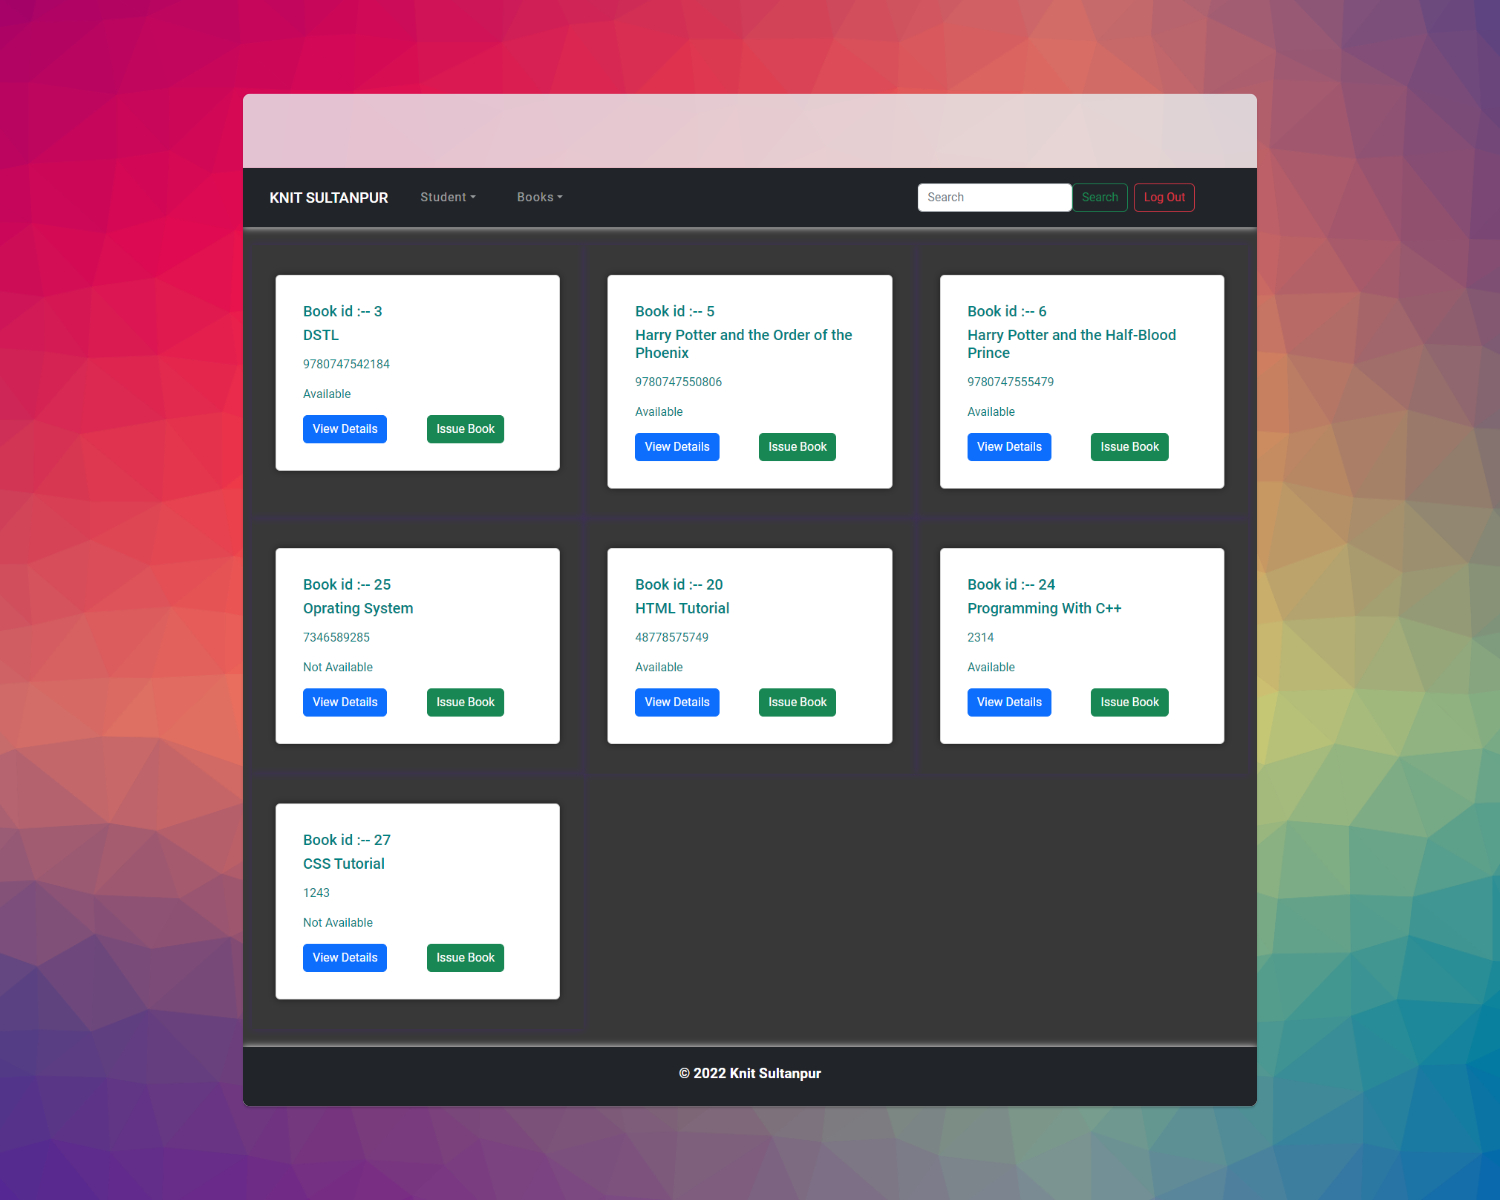 KNIT SULTANPUR Student Books Search Search Log Out
Book id :-- 3
DSTL
9780747542184
Available
View Details Issue Book
Book id :-- 5
Harry Potter and the Order of the
Phoenix
9780747550806
Available
View Details Issue Book
Book id :-- 6
Harry Potter and the Half-Blood
Prince
9780747555479
Available
View Details Issue Book
Book id :-- 25
Oprating System
7346589285
Not Available
View Details Issue Book
Book id :-- 20
HTML Tutorial
48778575749
Available
View Details Issue Book
Book id :-- 24
Programming With C++
2314
Available
View Details Issue Book
Book id :-- 27
CSS Tutorial
1243
Not Available
View Details Issue Book
© 2022 Knit Sultanpur